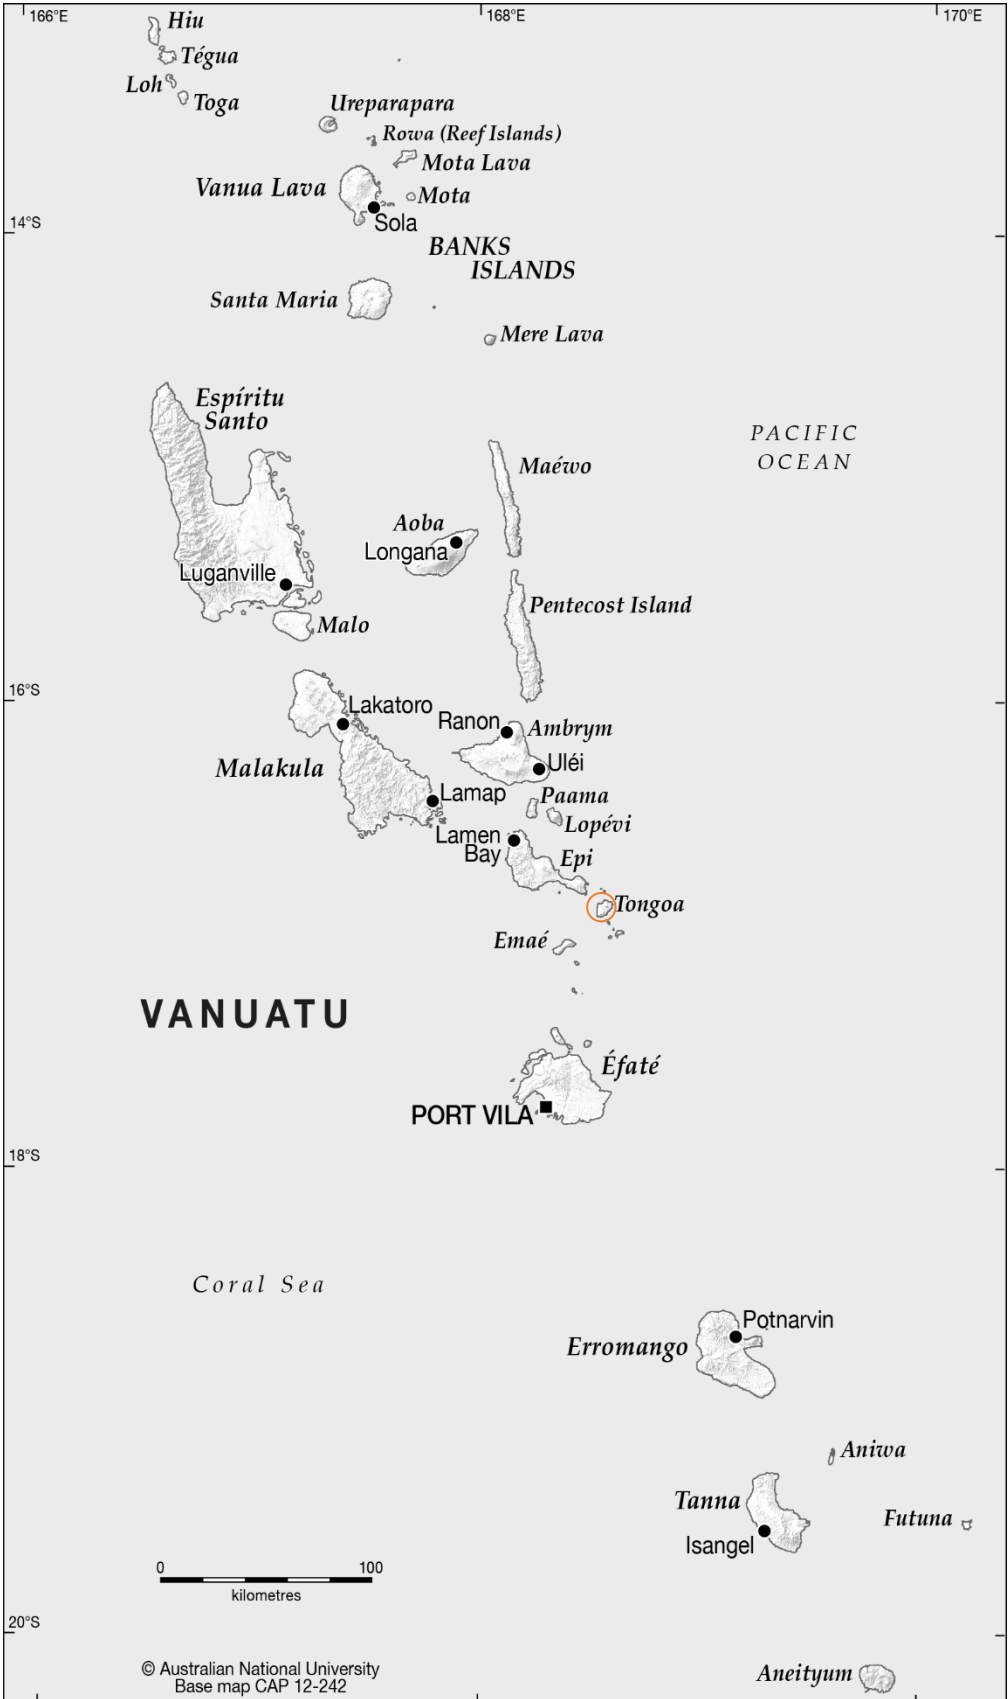 166°E
168°E
170°E
Hiu
Tégua
Loh
Toga
Ureparapara
Rowa (Reef Islands)
Mota Lava
Vanua Lava
Mota
Sola
14°S
BANKS
ISLANDS
Santa Maria
Mere Lava
Espíritu
Santo
PACIFIC
OCEAN
Maéwo
Aoba
Longana
Luganville
Pentecost Island
Malo
16°S
Lakatoro
Ranon
Ambrym
Malakula
Uléi
Lamap
Paama
Lopévi
Lamen
Bay
Epi
Tongoa
Emaé
VANUATU
Éfaté
PORT VILA
18°S
Coral Sea
Potnarvin
Erromango
Aniwa
Tanna
Futuna
Isangel
0
100
kilometres
20°S
© Australian National University
Base map CAP 12-242
Aneityum